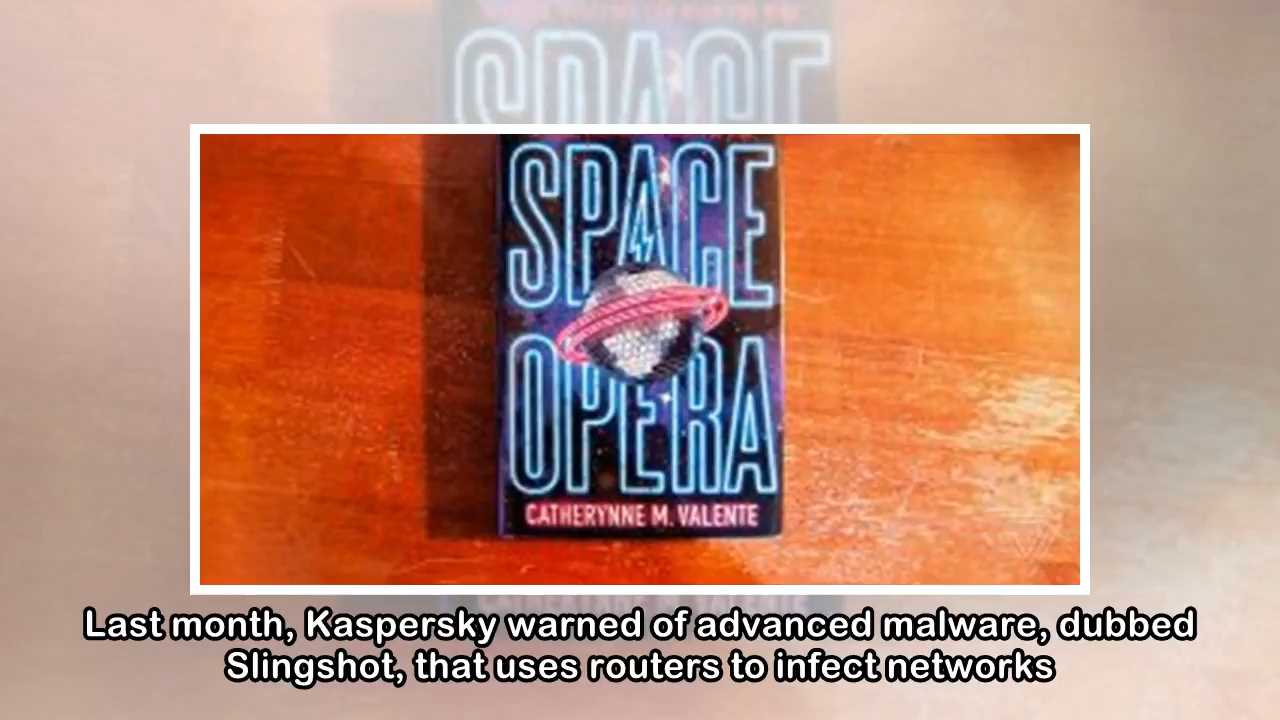 SPACE
SPACE
OPERA
CATHERYNNE M. VALENTE
Last month, Kaspersky warned of advanced malware, dubbed
Slingshot, that uses routers to infect networks